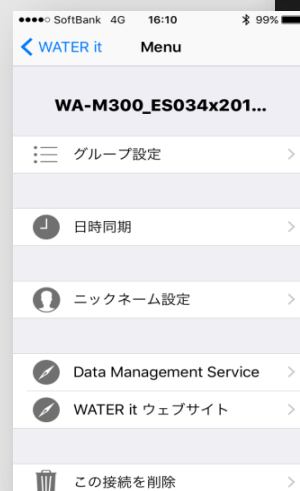 SoftBank 4G 16:10 99%
WATER it Menu
WA-M300_ES034x201...
グループ設定
日時同期
ニックネーム設定
Data Management Service
WATER it ウェブサイト
この接続を削除